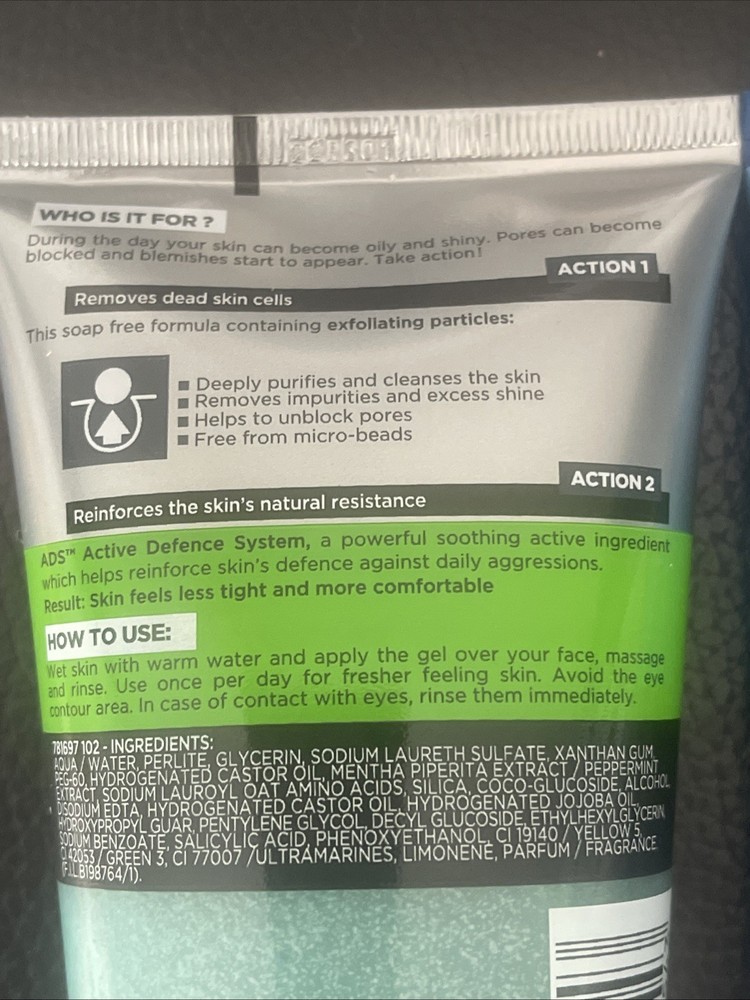 WHO IS IT FOR ?
During the day your skin can become oily and shiny. Pores can become
blocked and blemishes start to appear. Take action!
ACTION 1
Removes dead skin cells
This soap free formula containing exfoliating particles:
■ Deeply purifies and cleanses the skin
■ Removes impurities and excess shine
■ Helps to unblock pores
■ Free from micro-beads
ACTION 2
Reinforces the skin's natural resistance
ADS™ Active Defence System, a powerful soothing active ingredient
which helps reinforce skin's defence against daily aggressions.
Result: Skin feels less tight and more comfortable
HOW TO USE:
Wet skin with warm water and apply the gel over your face, massage
and rinse. Use once per day for fresher feeling skin. Avoid the eye
contour area. In case of contact with eyes, rinse them immediately.
781697 102 - INGREDIENTS:
AQUA / WATER, PERLITE, GLYCERIN, SODIUM LAURETH SULFATE, XANTHAN GUM,
PEG-60 HYDROGENATED CASTOR OIL, MENTHA PIPERITA EXTRACT / PEPPERMINT
EXTRACT, SODIUM LAUROYL OAT AMINO ACIDS, SILICA, COCO-GLUCOSIDE, ALCOHOL,
DISODIUM EDTA, HYDROGENATED CASTOR OIL, HYDROGENATED JOJOBA OIL,
HYDROXYPROPYL GUAR, PENTYLENE GLYCOL, DECYL GLUCOSIDE, ETHYLHEXYLGLYCERIN,
SODIUM BENZOATE, SALICYLIC ACID, PHENOXYETHANOL, CI 19140 / YELLOW 5,
CI 42053 / GREEN 3, CI 77007 /ULTRAMARINES, LIMONENE, PARFUM / FRAGRANCE
(F.I.L. B198764/1).